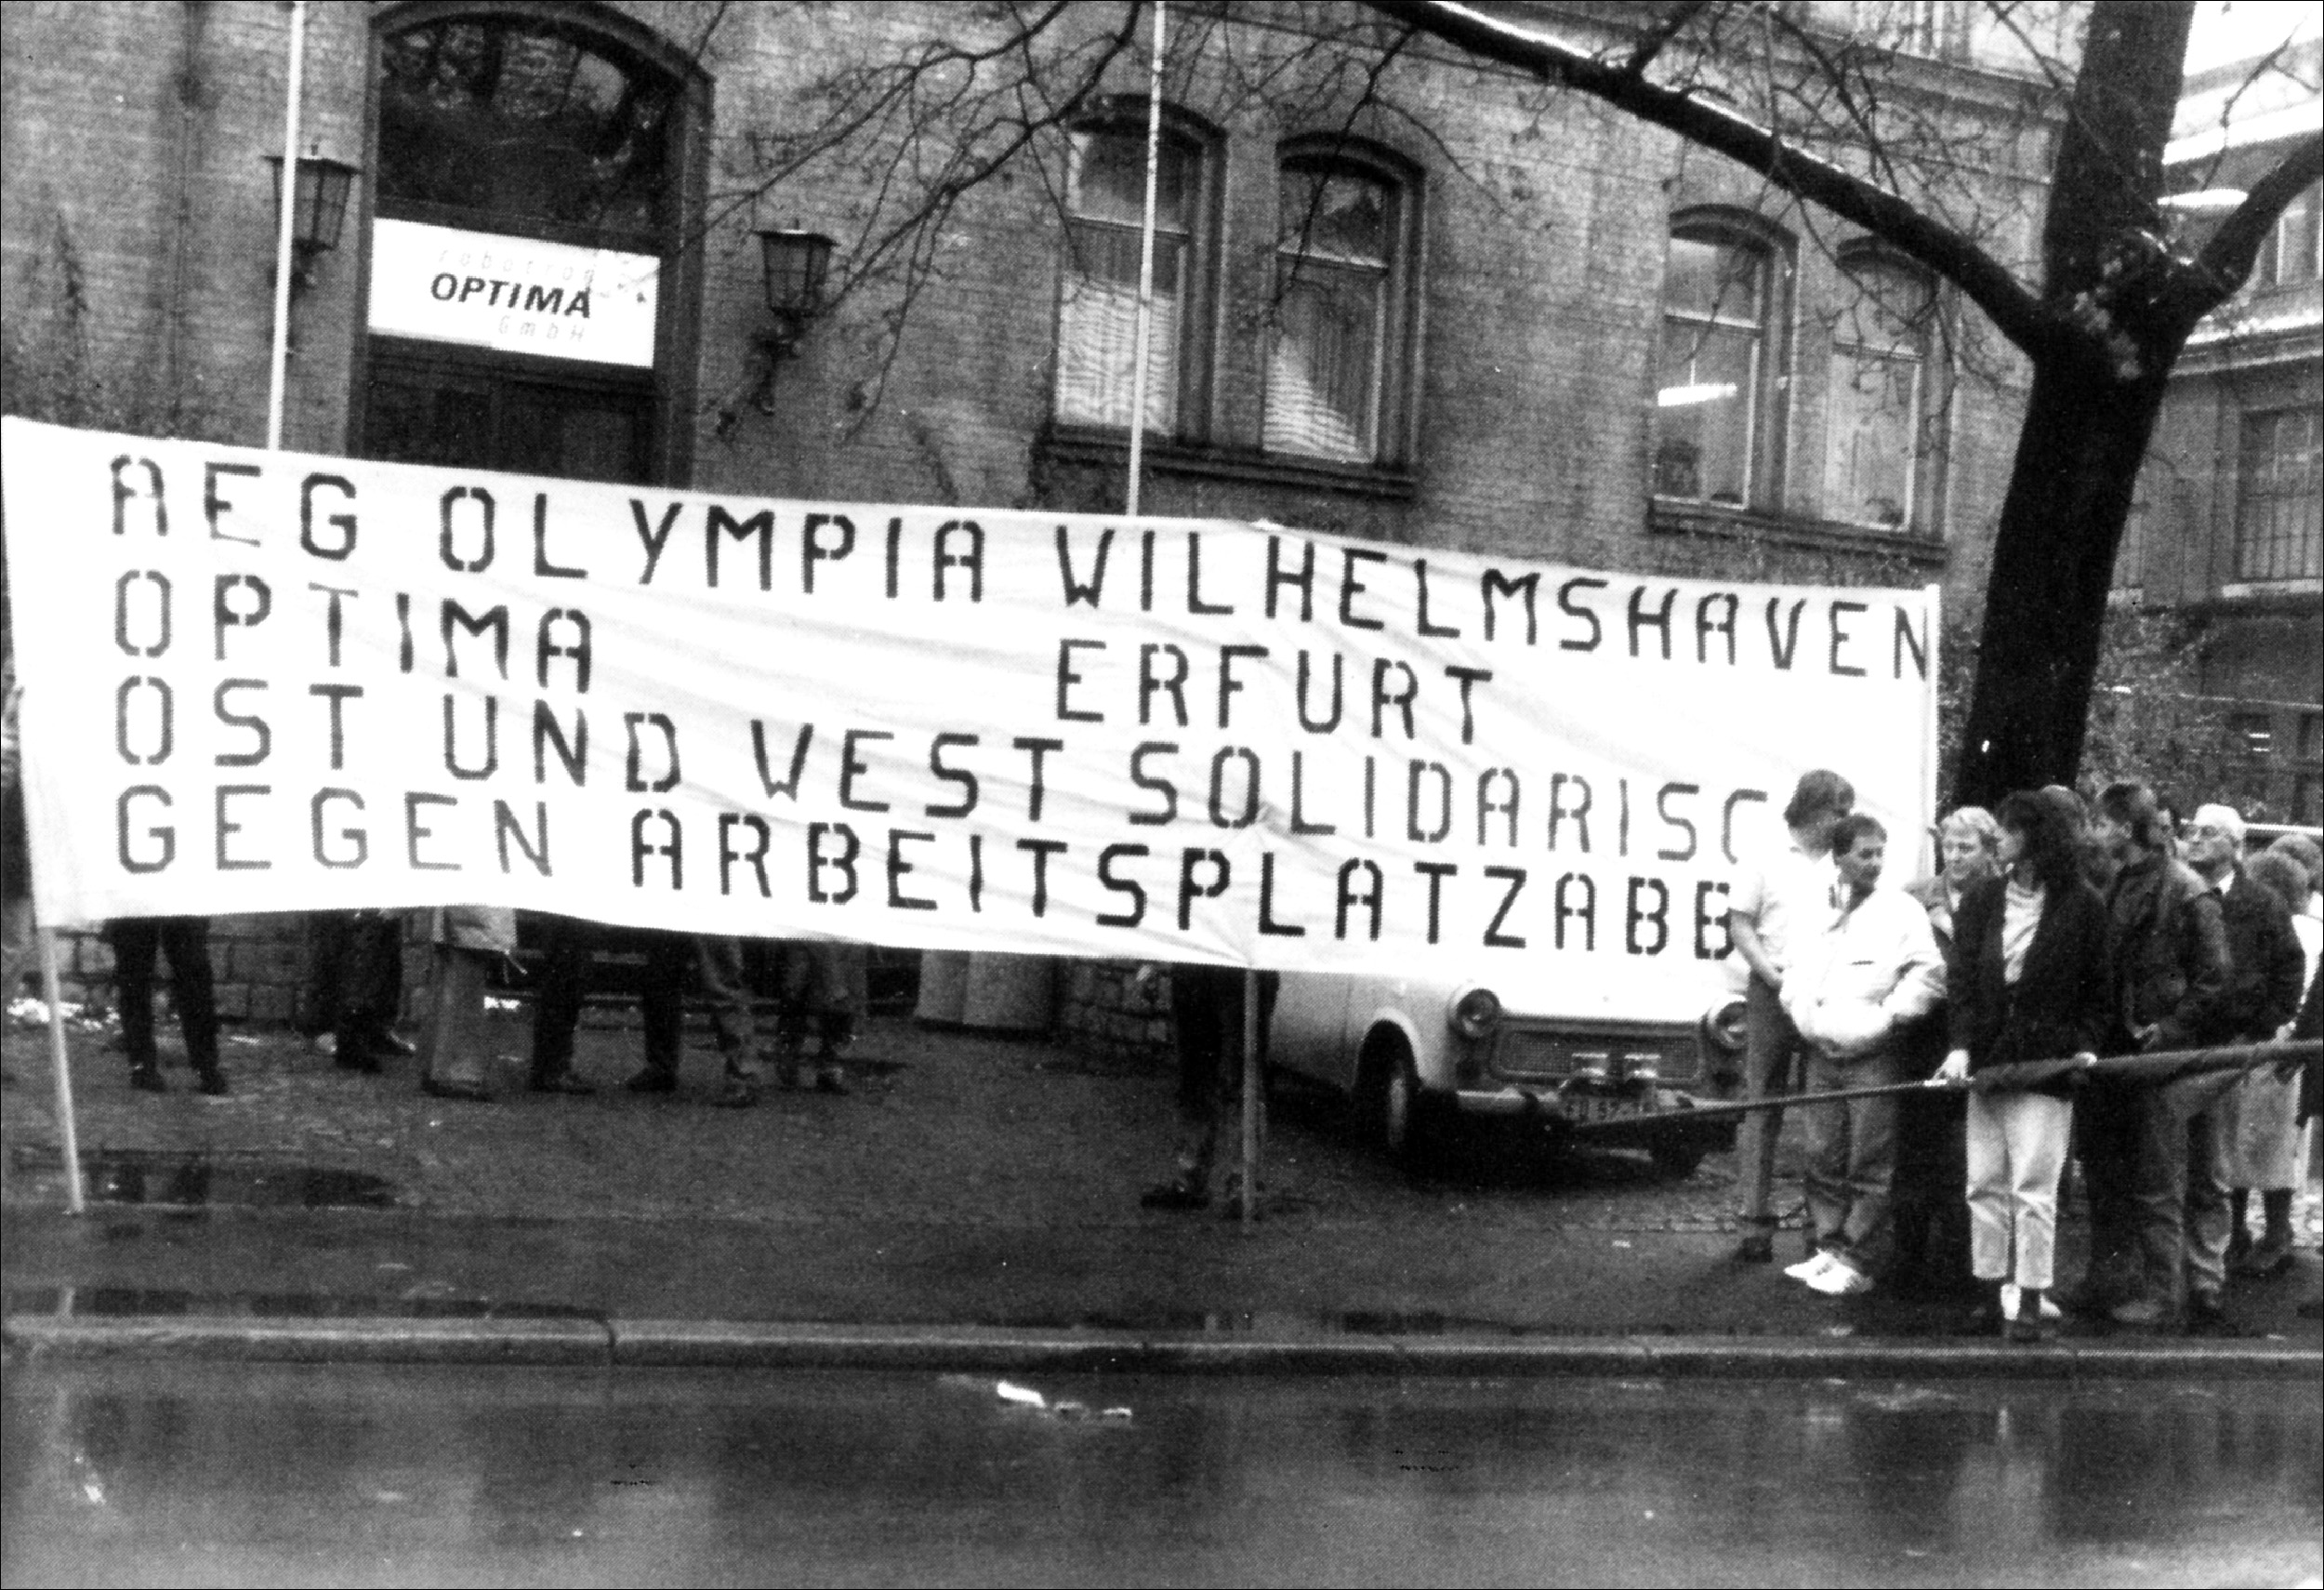 robotron
OPTIMA
GmbH
AEG OLYMPIA WILHELMSHAVEN
OPTIMA ERFURT
OST UND WEST SOLIDARISC
GEGEN ARBEITSPLATZABB